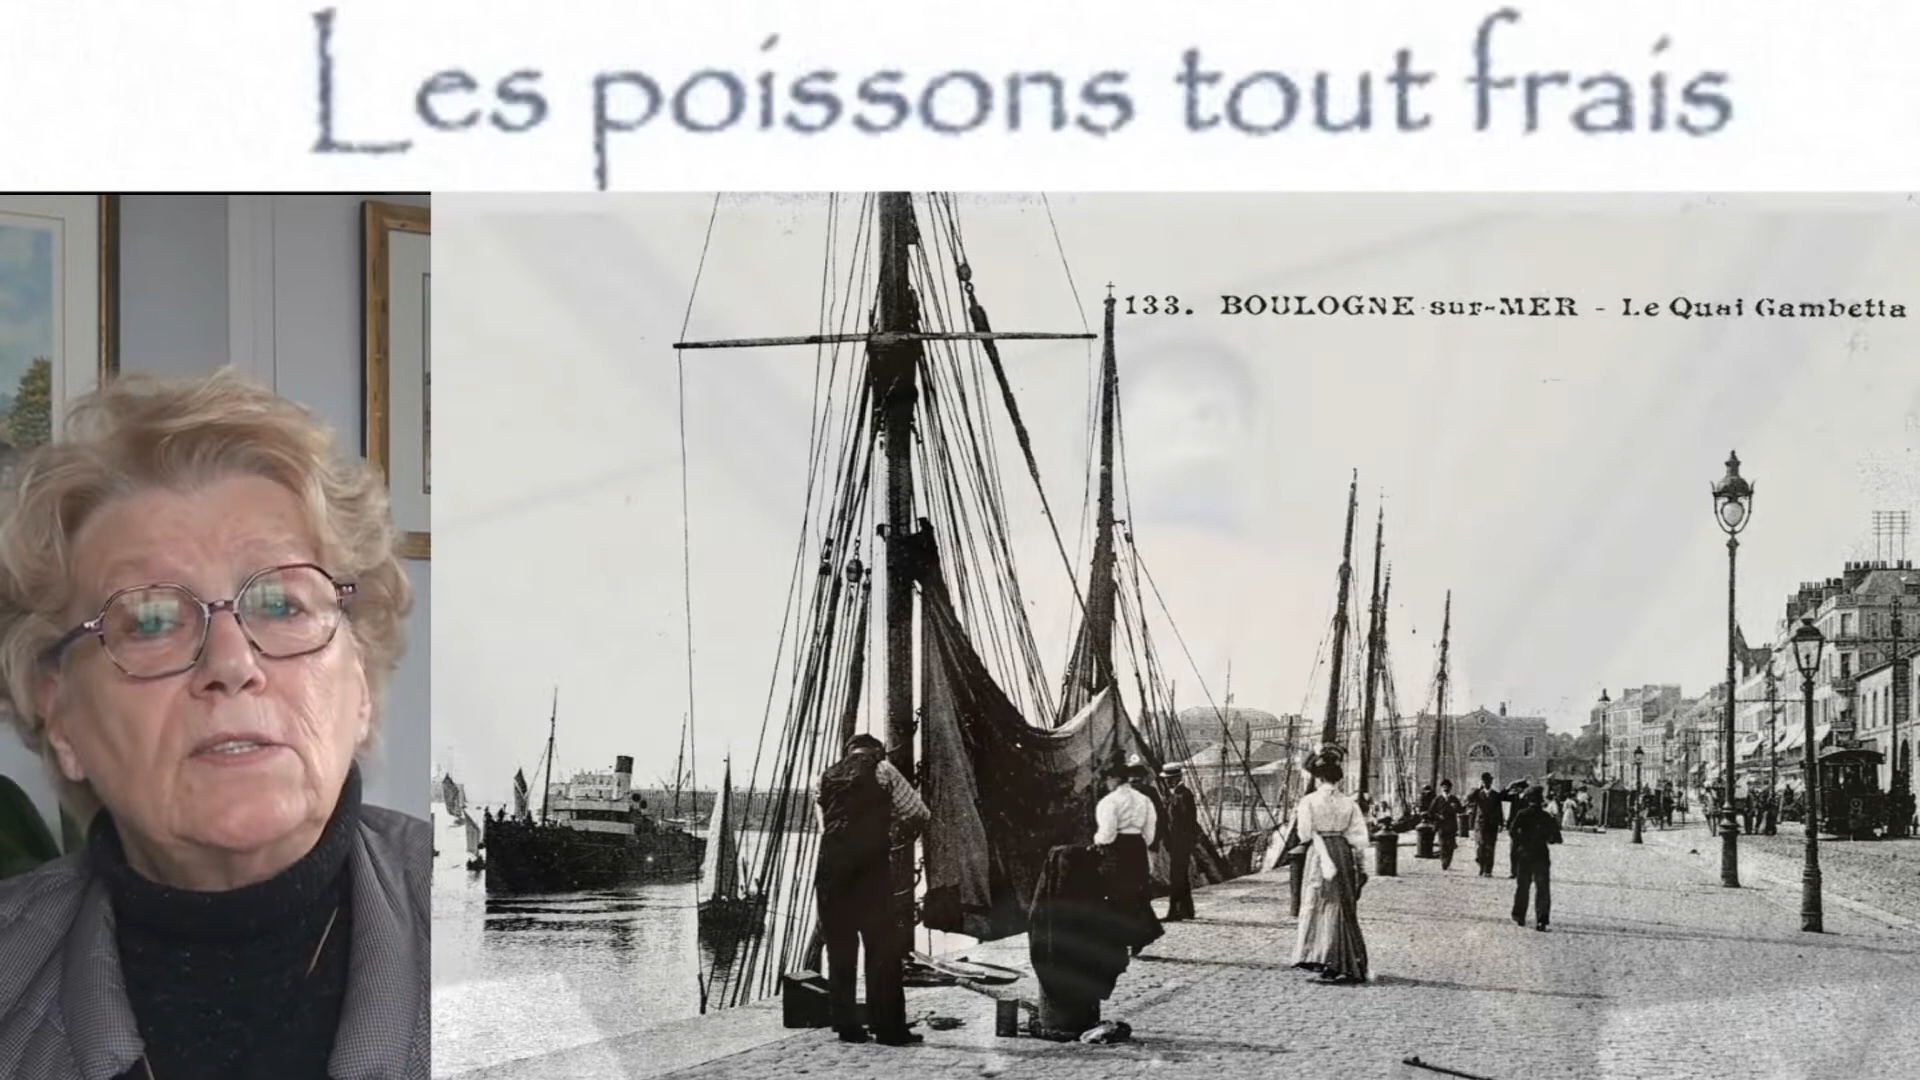 Les poissons tout frais
133. BOULOGNE-sur-MER - Le Quai Gambetta